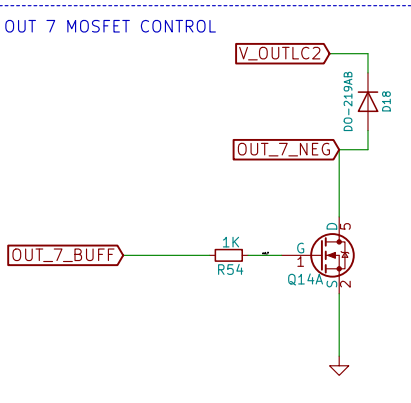 OUT 7 MOSFET CONTROL
V_OUTLC2
DO-219AB
D18
OUT_7_NEG
D
5
1K
G
OUT_7_BUFF
1
R54
Q14A
S
2